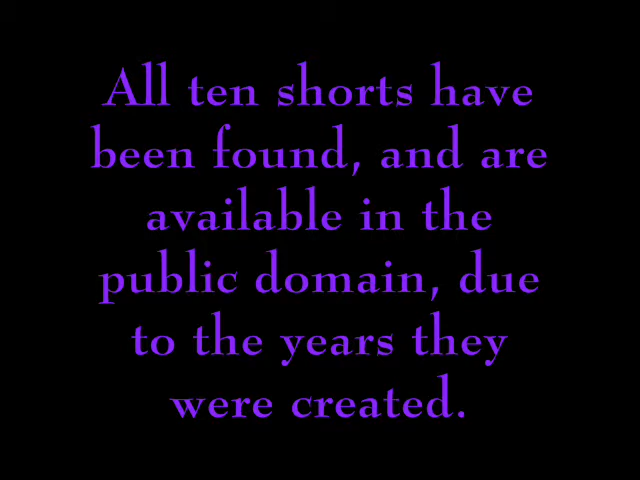 All ten shorts have
been found, and are
available in the
public domain, due
to the years they
were created.